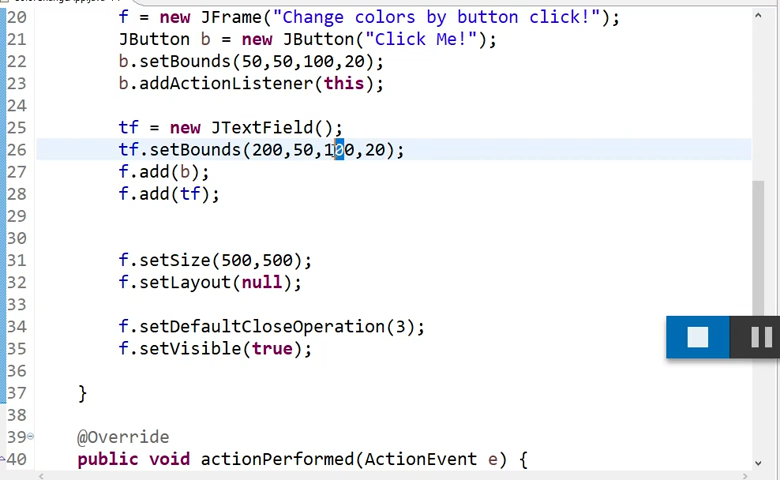 20 f = new JFrame("Change colors by button click!");
21 JButton b = new JButton("Click Me!");
22 b.setBounds(50,50,100,20);
23 b.addActionListener(this);
24
25 tf = new JTextField();
26 tf.setBounds(200,50,100,20);
27 f.add(b);
28 f.add(tf);
29
30
31 f.setSize(500,500);
32 f.setLayout(null);
33
34 f.setDefaultCloseOperation(3);
35 f.setVisible(true);
36
37 }
38
39 @Override
40 public void actionPerformed(ActionEvent e) {